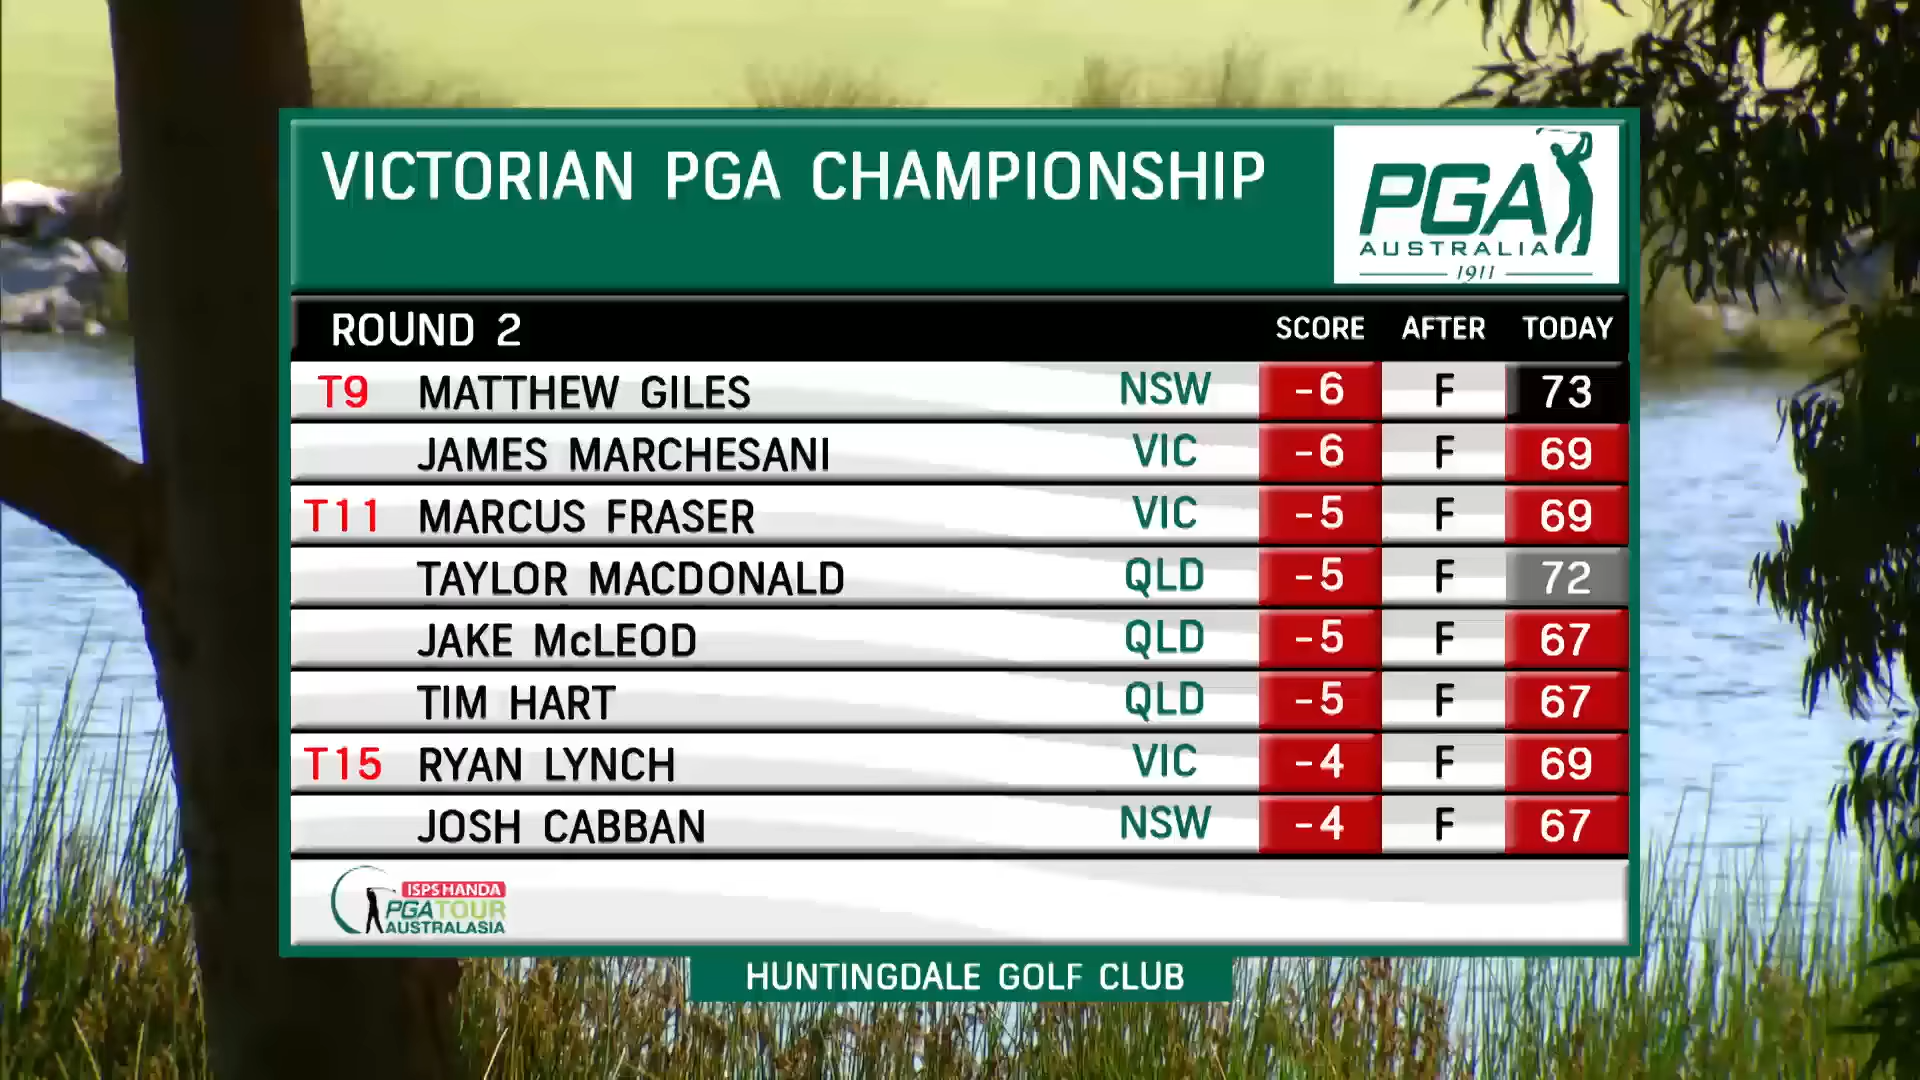 VICTORIAN PGA CHAMPIONSHIP
PGA
AUSTRALIA
1911
ROUND 2 SCORE AFTER TODAY
T9 MATTHEW GILES NSW -6 F 73
JAMES MARCHESANI VIC -6 F 69
T11 MARCUS FRASER VIC -5 F 69
TAYLOR MACDONALD QLD -5 F 72
JAKE McLEOD QLD -5 F 67
TIM HART QLD -5 F 67
T15 RYAN LYNCH VIC -4 F 69
JOSH CABBAN NSW -4 F 67
ISPS HANDA
PGA TOUR
AUSTRALASIA
HUNTINGDALE GOLF CLUB